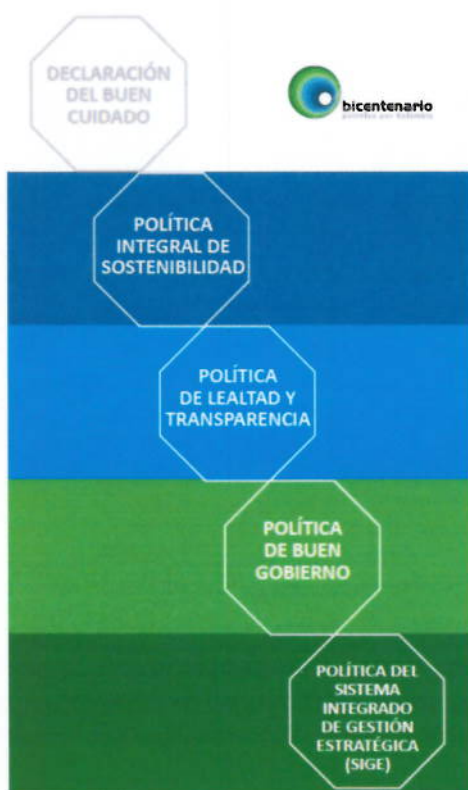 DECLARACIÓN
DEL BUEN
CUIDADO
bicentenario
POLÍTICA
INTEGRAL DE
SOSTENIBILIDAD
POLÍTICA
DE LEALTAD Y
TRANSPARENCIA
POLÍTICA
DE BUEN
GOBIERNO
POLÍTICA DEL
SISTEMA
INTEGRADO
DE GESTIÓN
ESTRATÉGICA
(SIGE)